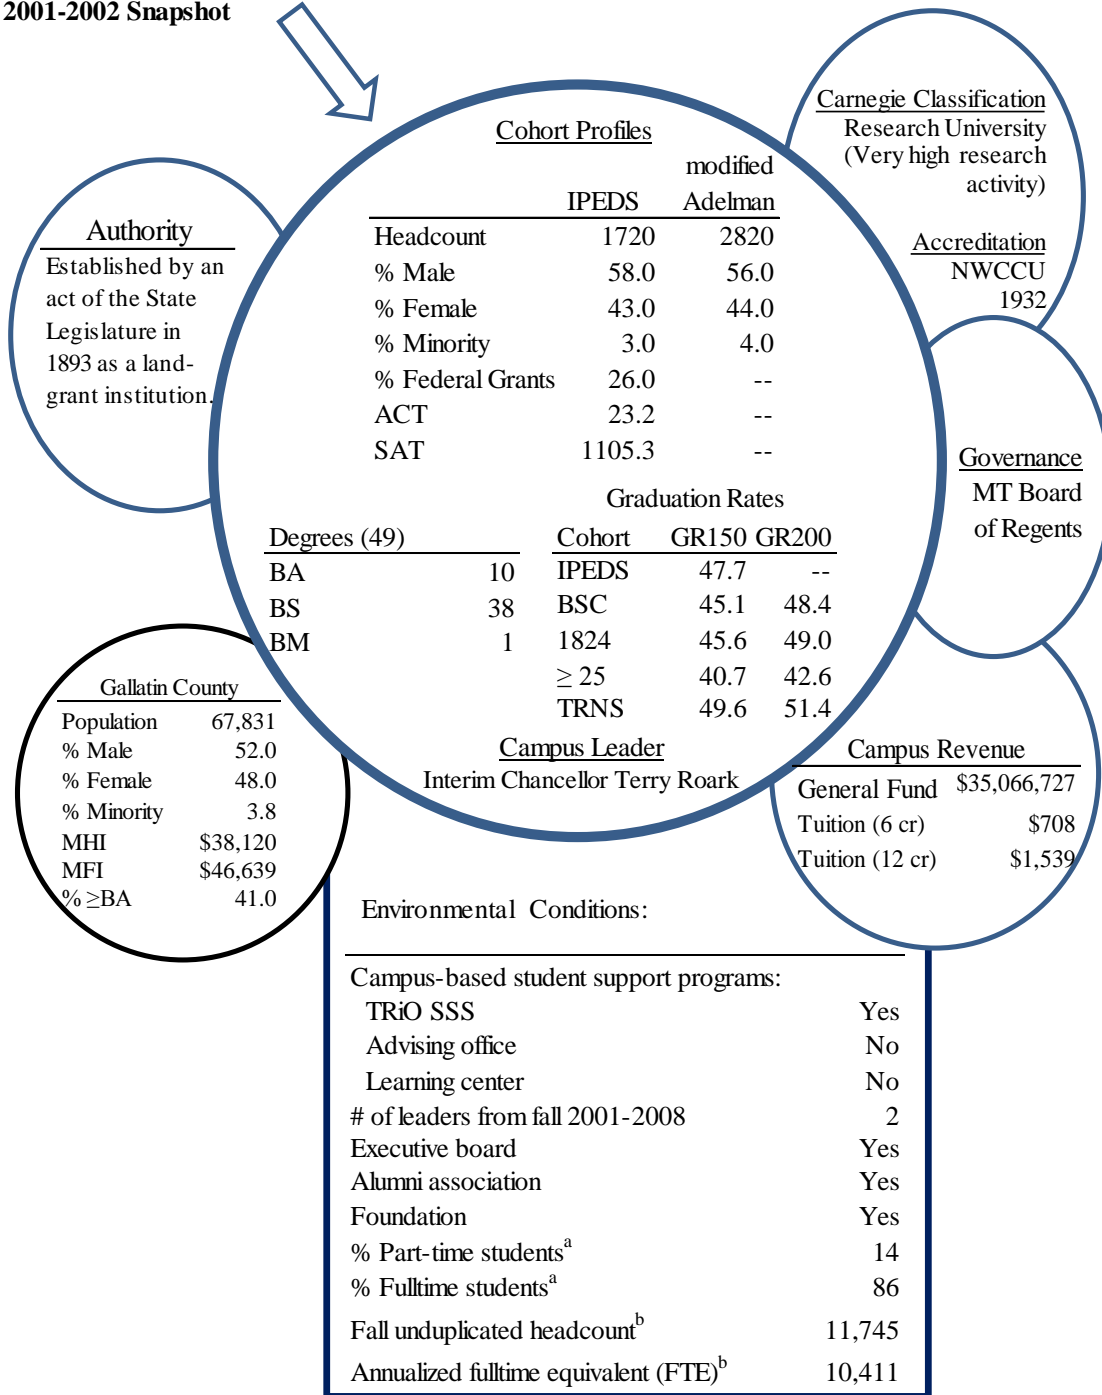 2001-2002 Snapshot
Carnegie Classification
Research University
(Very high research
activity)
Accreditation
NWCCU
1932
Authority
Established by an
act of the State
Legislature in
1893 as a land-
grant institution.
Cohort Profiles
modified
IPEDS Adelman
Headcount 1720 2820
% Male 58.0 56.0
% Female 43.0 44.0
% Minority 3.0 4.0
% Federal Grants 26.0 --
ACT 23.2 --
SAT 1105.3 --
Governance
MT Board
of Regents
Graduation Rates
Cohort GR150 GR200
IPEDS 47.7 --
BSC 45.1 48.4
1824 45.6 49.0
≥ 25 40.7 42.6
TRNS 49.6 51.4
Degrees (49)
BA 10
BS 38
BM 1
Campus Leader
Interim Chancellor Terry Roark
Gallatin County
Population 67,831
% Male 52.0
% Female 48.0
% Minority 3.8
MHI $38,120
MFI $46,639
% ≥BA 41.0
Campus Revenue
General Fund $35,066,727
Tuition (6 cr) $708
Tuition (12 cr) $1,539
Environmental Conditions:
Campus-based student support programs:
TRiO SSS Yes
Advising office No
Learning center No
# of leaders from fall 2001-2008 2
Executive board Yes
Alumni association Yes
Foundation Yes
% Part-time students^a 14
% Fulltime students^a 86
Fall unduplicated headcount^b 11,745
Annualized fulltime equivalent (FTE)^b 10,411